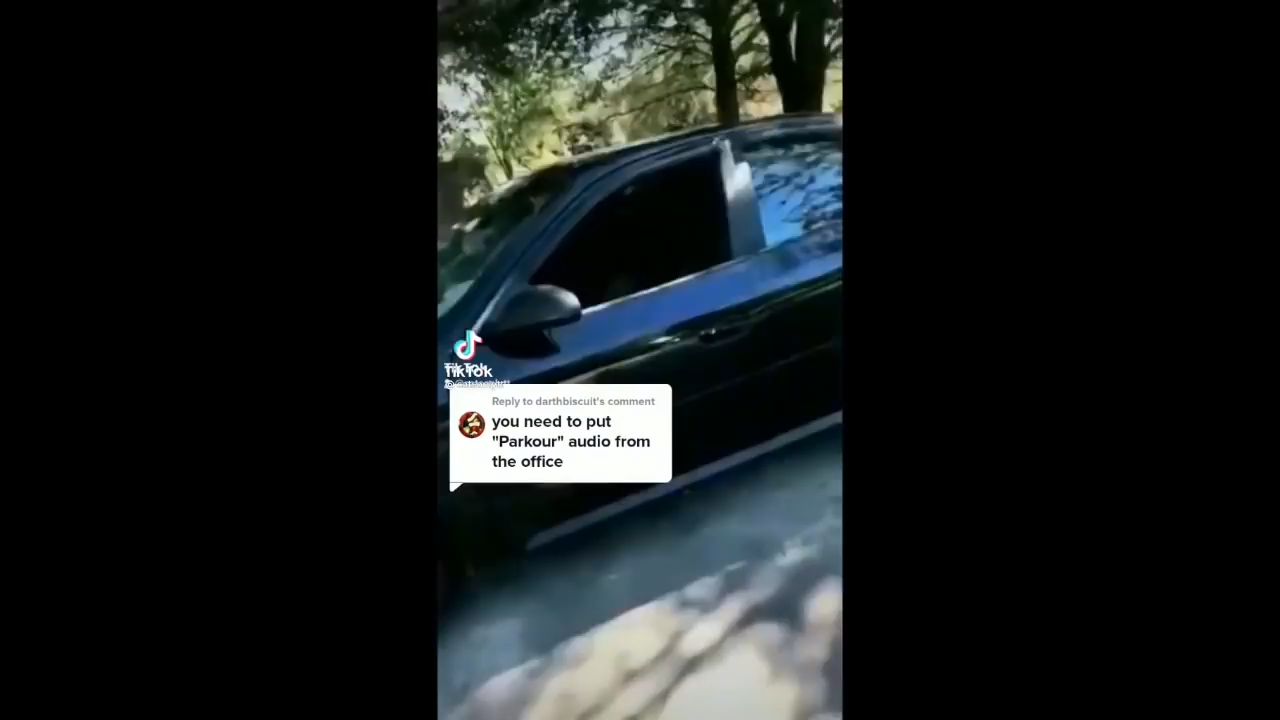 TikTok
Reply to darthbiscuit's comment
you need to put
"Parkour" audio from
the office